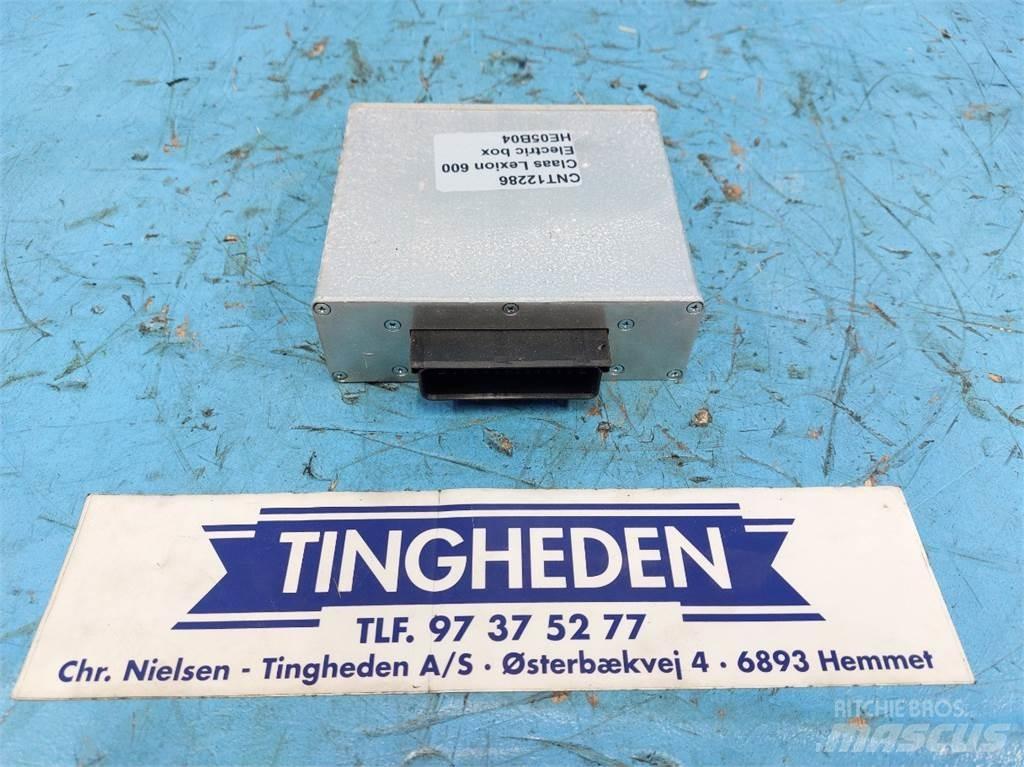 CNT12286
Claas Lexion 600
Electric box
HE05B04
TINGHEDEN
TLF. 97 37 52 77
Chr. Nielsen - Tingheden A/S · Østerbækvej 4 · 6893 Hemmet
RITCHIE BROS.
MASCUS